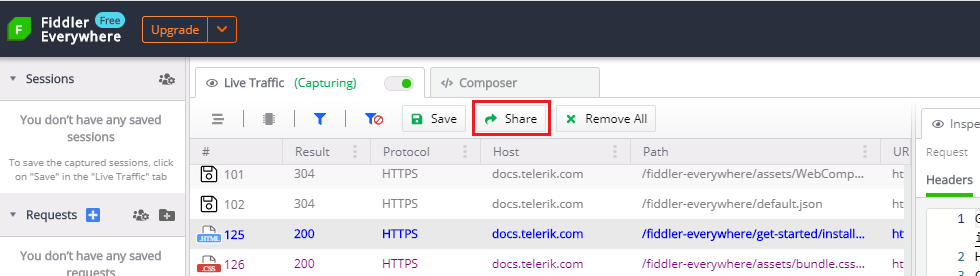 Fiddler Free
Everywhere
Upgrade
Sessions
Live Traffic (Capturing)
Composer
You don't have any saved
sessions
To save the captured sessions, click
on "Save" in the "Live Traffic" tab
Requests
You don't have any saved
requests
Save
Share
Remove All
# Result Protocol Host Path UR
101 304 HTTPS docs.telerik.com /fiddler-everywhere/assets/WebComp... ht
102 304 HTTPS docs.telerik.com /fiddler-everywhere/default.json ht
HTML 125 200 HTTPS docs.telerik.com /fiddler-everywhere/get-started/install... ht
CSS 126 200 HTTPS docs.telerik.com /fiddler-everywhere/assets/bundle.css... ht
Inspe
Request
Headers
1 G
2